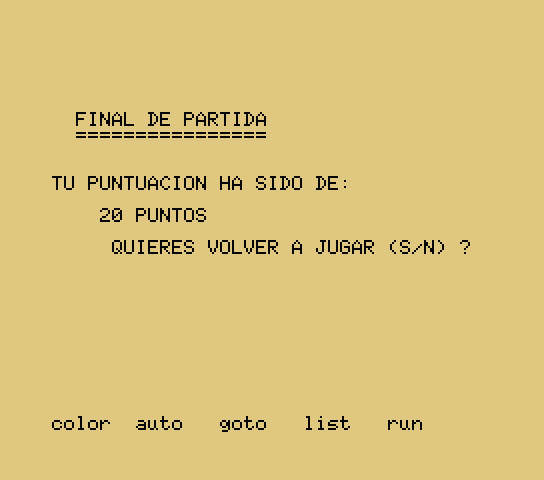 FINAL DE PARTIDA
================
TU PUNTUACION HA SIDO DE:
20 PUNTOS
QUIERES VOLVER A JUGAR (S/N) ?
color auto goto list run